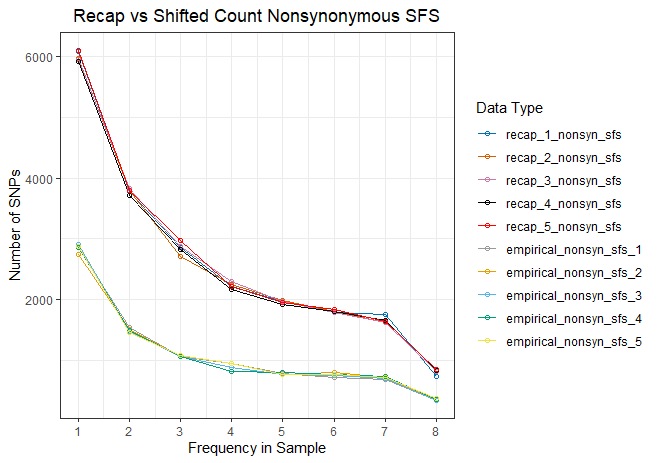 Recap vs Shifted Count Nonsynonymous SFS
Number of SNPs
6000
4000
2000
1 2 3 4 5 6 7 8
Frequency in Sample
Data Type
recap_1_nonsyn_sfs
recap_2_nonsyn_sfs
recap_3_nonsyn_sfs
recap_4_nonsyn_sfs
recap_5_nonsyn_sfs
empirical_nonsyn_sfs_1
empirical_nonsyn_sfs_2
empirical_nonsyn_sfs_3
empirical_nonsyn_sfs_4
empirical_nonsyn_sfs_5